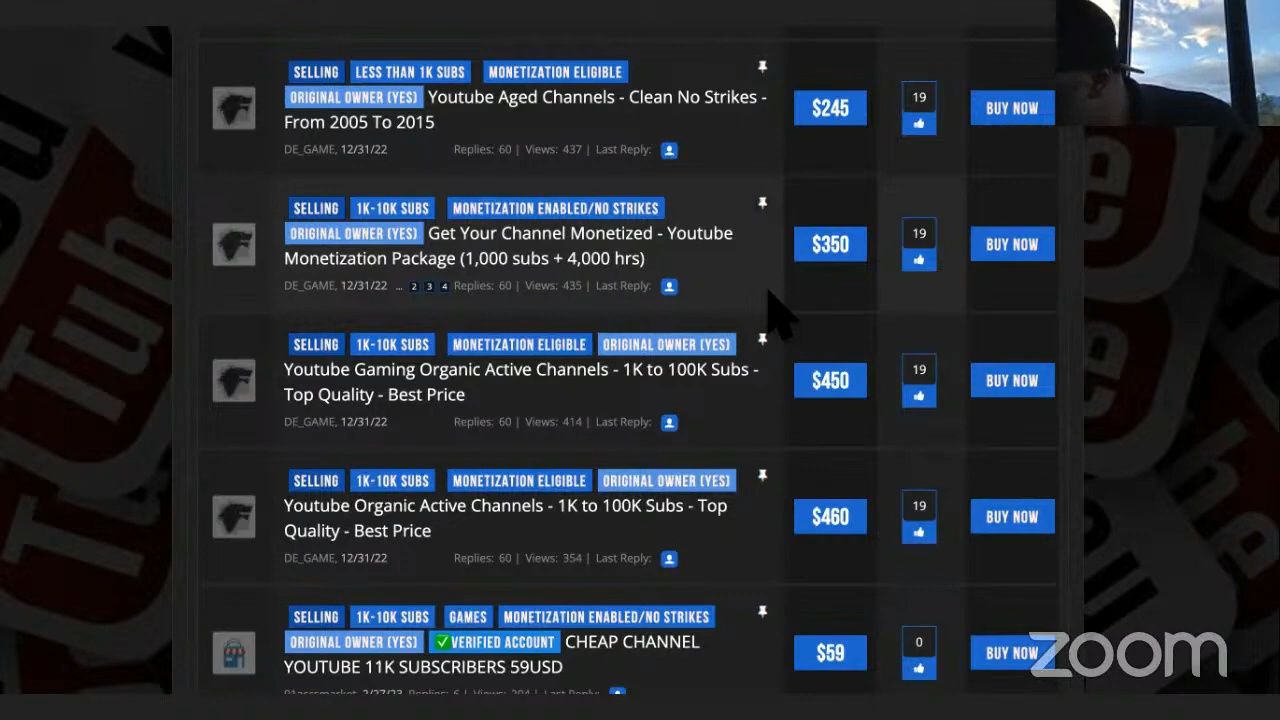 SELLING LESS THAN 1K SUBS MONETIZATION ELIGIBLE
ORIGINAL OWNER (YES) Youtube Aged Channels - Clean No Strikes -
From 2005 To 2015
DE_GAME, 12/31/22 Replies: 60 | Views: 437 | Last Reply:
$245
19
BUY NOW
SELLING 1K-10K SUBS MONETIZATION ENABLED/NO STRIKES
ORIGINAL OWNER (YES) Get Your Channel Monetized - Youtube
Monetization Package (1,000 subs + 4,000 hrs)
DE_GAME, 12/31/22 ... 2 3 4 Replies: 60 | Views: 435 | Last Reply:
$350
19
BUY NOW
SELLING 1K-10K SUBS MONETIZATION ELIGIBLE ORIGINAL OWNER (YES)
Youtube Gaming Organic Active Channels - 1K to 100K Subs -
Top Quality - Best Price
DE_GAME, 12/31/22 Replies: 60 | Views: 414 | Last Reply:
$450
19
BUY NOW
SELLING 1K-10K SUBS MONETIZATION ELIGIBLE ORIGINAL OWNER (YES)
Youtube Organic Active Channels - 1K to 100K Subs - Top
Quality - Best Price
DE_GAME, 12/31/22 Replies: 60 | Views: 354 | Last Reply:
$460
19
BUY NOW
SELLING 1K-10K SUBS GAMES MONETIZATION ENABLED/NO STRIKES
ORIGINAL OWNER (YES) ✅VERIFIED ACCOUNT CHEAP CHANNEL
YOUTUBE 11K SUBSCRIBERS 59USD
$59
0
BUY NOW
zoom